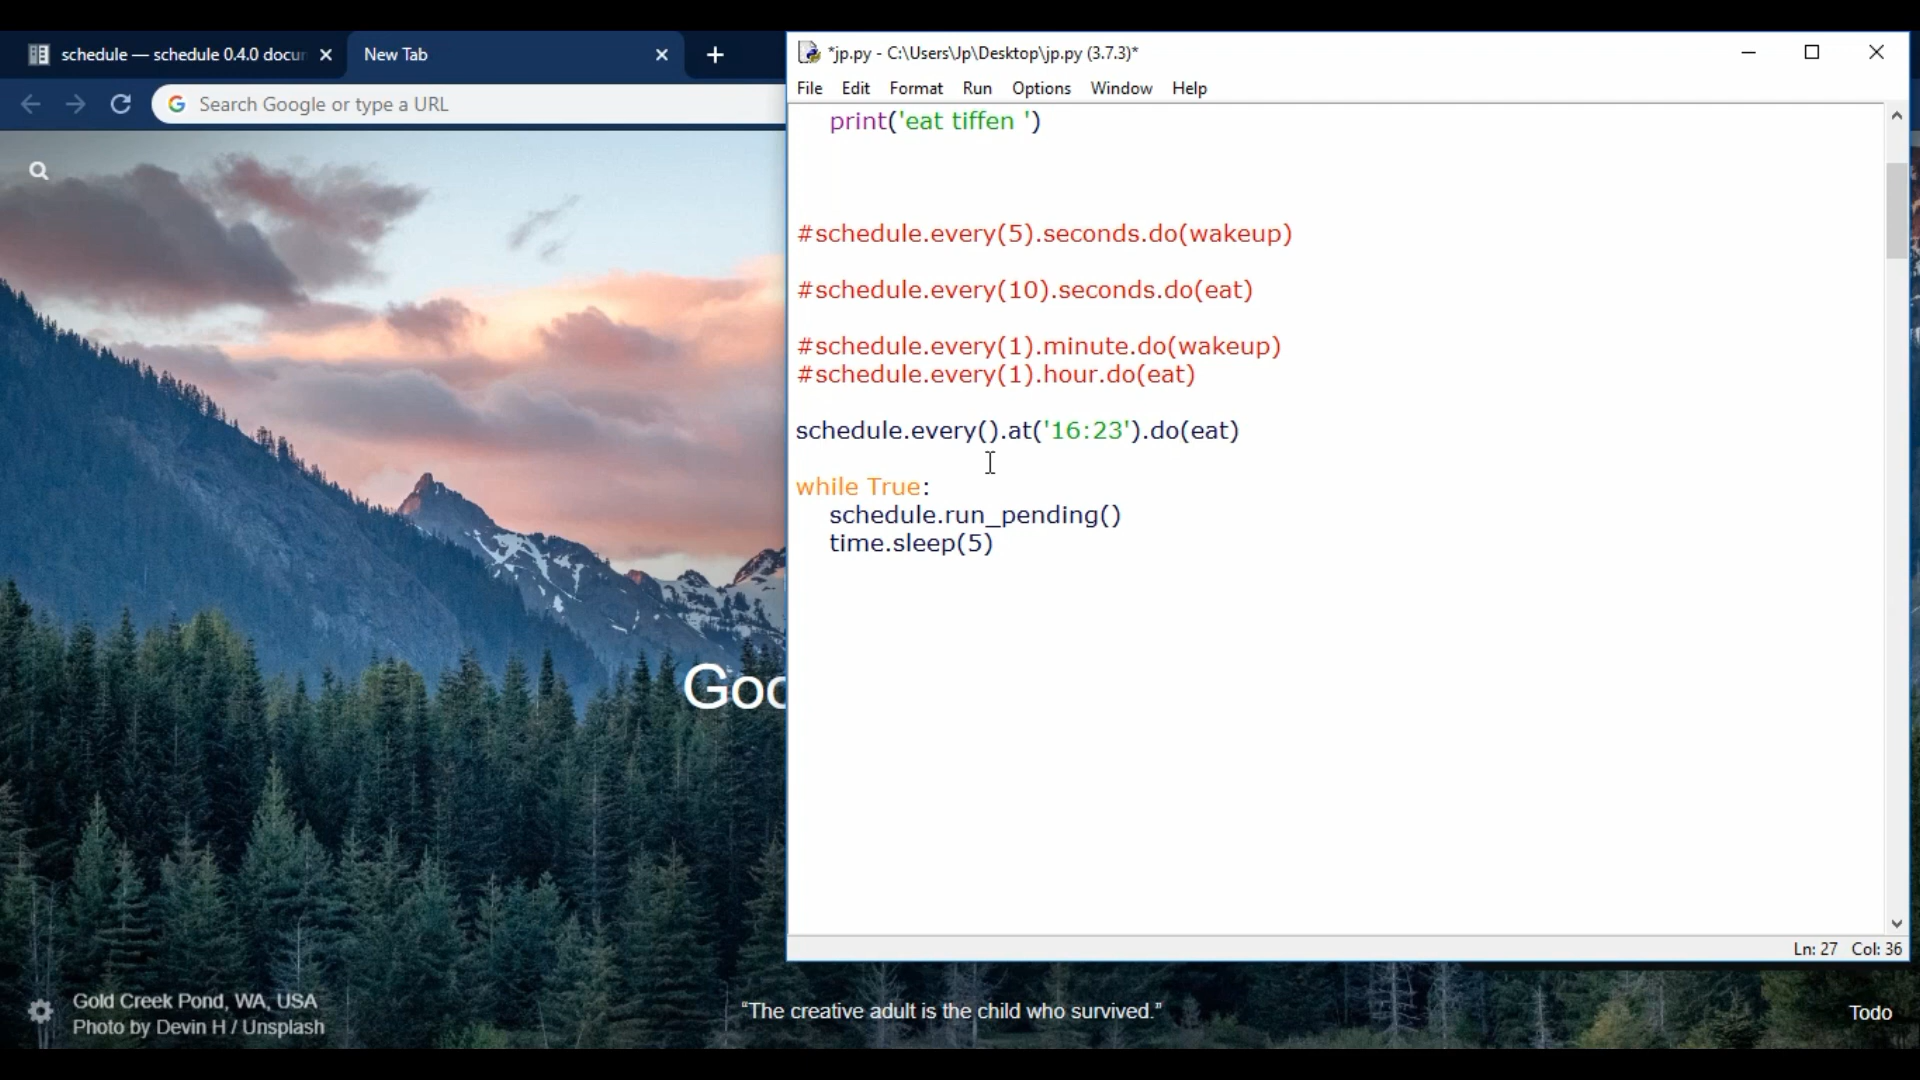 schedule — schedule 0.4.0 docu
New Tab
Search Google or type a URL
*jp.py - C:\Users\Jp\Desktop\jp.py (3.7.3)*
File Edit Format Run Options Window Help
print('eat tiffen ')
#schedule.every(5).seconds.do(wakeup)
#schedule.every(10).seconds.do(eat)
#schedule.every(1).minute.do(wakeup)
#schedule.every(1).hour.do(eat)
schedule.every().at('16:23').do(eat)
while True:
schedule.run_pending()
time.sleep(5)
Goo
Ln: 27 Col: 36
Gold Creek Pond, WA, USA
Photo by Devin H / Unsplash
“The creative adult is the child who survived.”
Todo